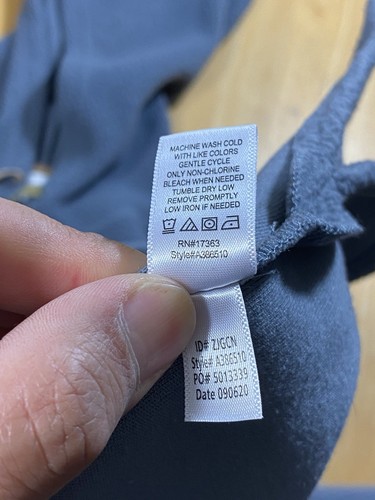 MACHINE WASH COLD
WITH LIKE COLORS
GENTLE CYCLE
ONLY NON-CHLORINE
BLEACH WHEN NEEDED
TUMBLE DRY LOW
REMOVE PROMPTLY
LOW IRON IF NEEDED
RN#17363
Style#A386510
ID# ZJGCN
Style# A386510
PO# 5013339
Date 090620